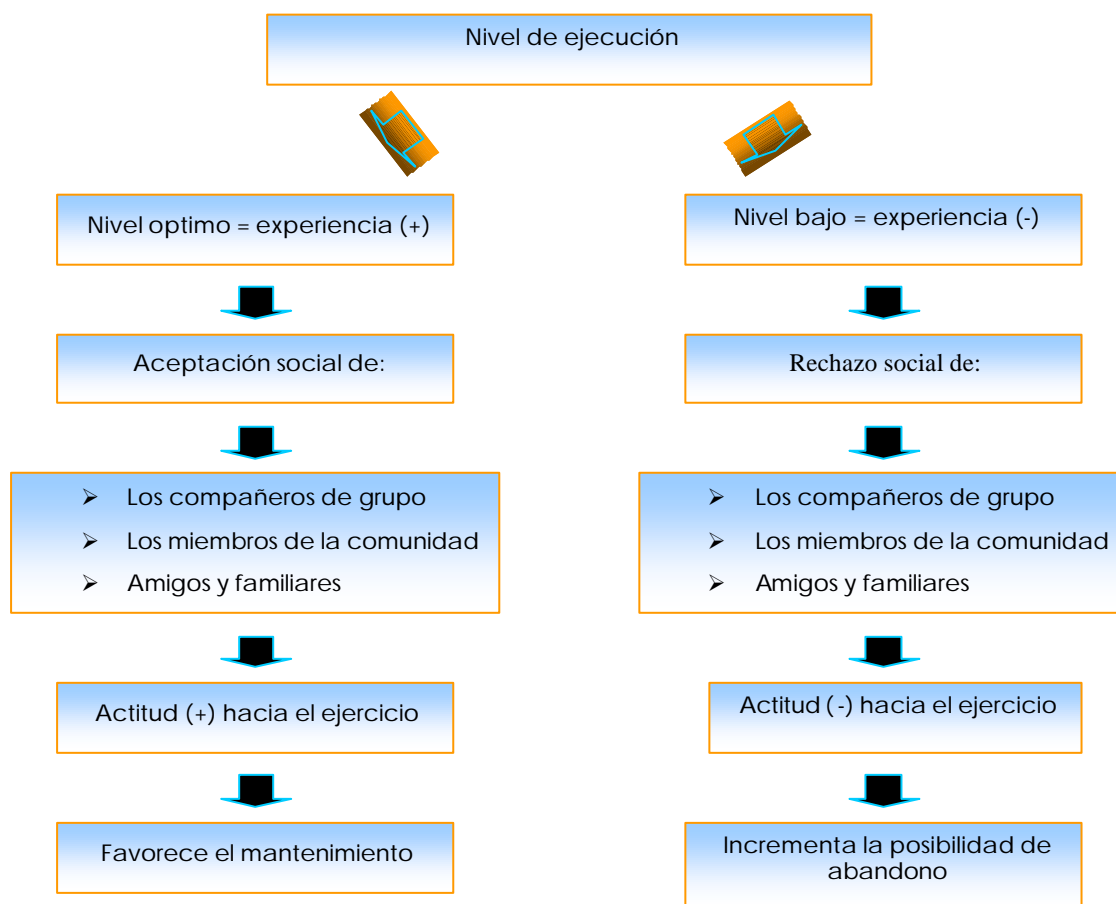 Nivel de ejecución
Nivel optimo = experiencia (+)
Nivel bajo = experiencia (-)
Aceptación social de:
Rechazo social de:
➢ Los compañeros de grupo
➢ Los miembros de la comunidad
➢ Amigos y familiares
➢ Los compañeros de grupo
➢ Los miembros de la comunidad
➢ Amigos y familiares
Actitud (+) hacia el ejercicio
Actitud (-) hacia el ejercicio
Favorece el mantenimiento
Incrementa la posibilidad de
abandono